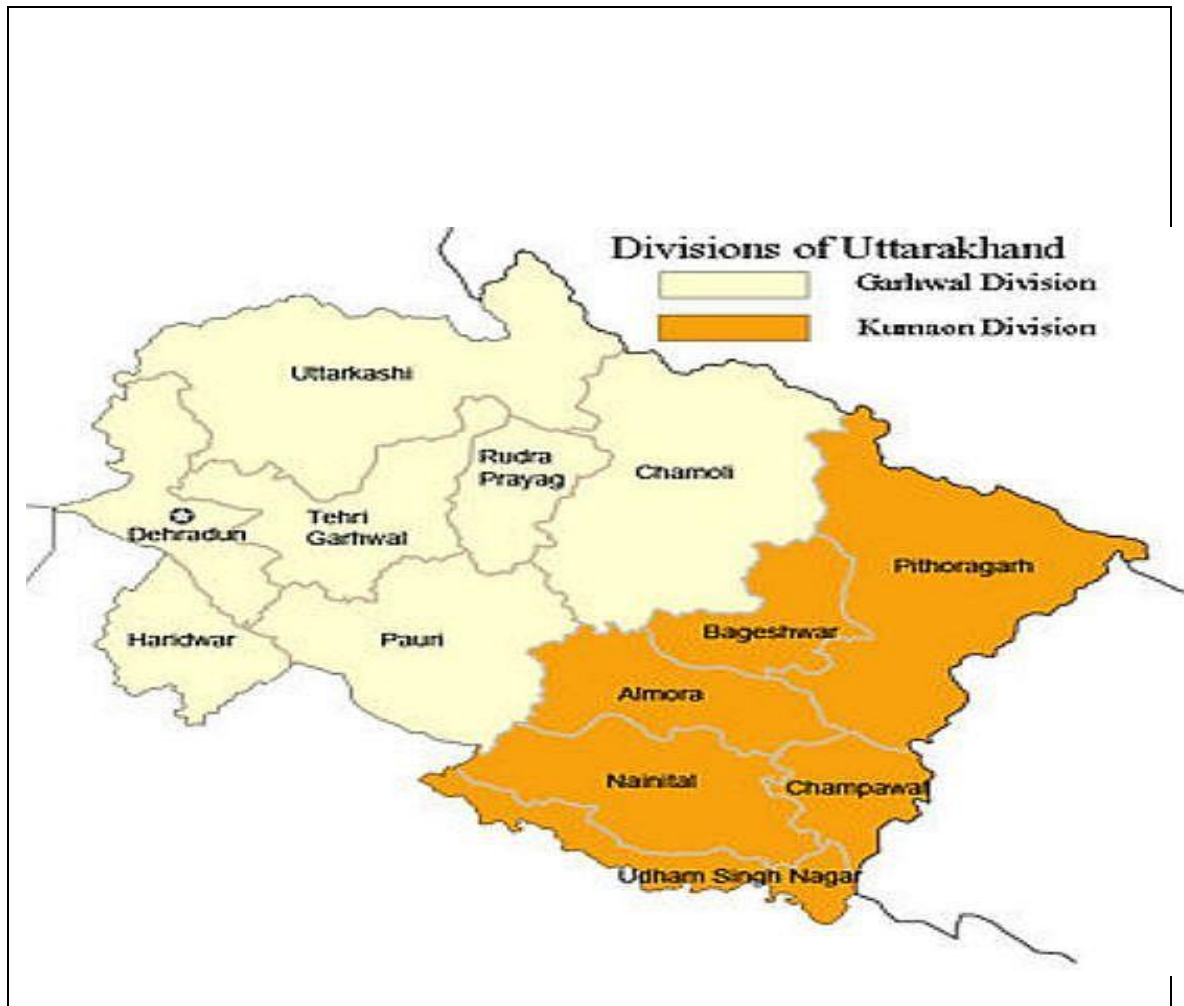 Divisions of Uttarakhand
Garhwal Division
Kumaon Division
Uttarkashi
Rudra
Prayag
Chamoli
Tehri
Garhwal
Dehradun
Pithoragarh
Haridwar
Pauri
Bageshwar
Almora
Nainital
Champawat
Udham Singh Nagar